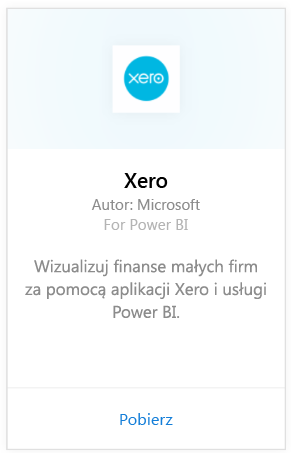 xero
Xero
Autor: Microsoft
For Power BI
Wizualizuj finanse małych firm
za pomocą aplikacji Xero i usługi
Power BI.
Pobierz